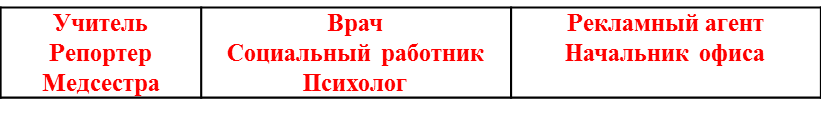 Учитель
Репортер
Медсестра
Врач
Социальный работник
Психолог
Рекламный агент
Начальник офиса